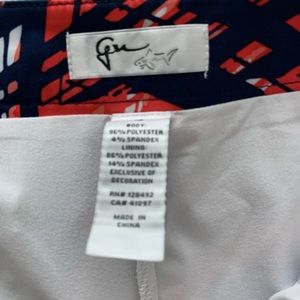 BODY:
96% POLYESTER
4% SPANDEX
LINING:
86% POLYESTER
14% SPANDEX
EXCLUSIVE OF
DECORATION
RN# 128492
CA# 41097
MADE IN
CHINA